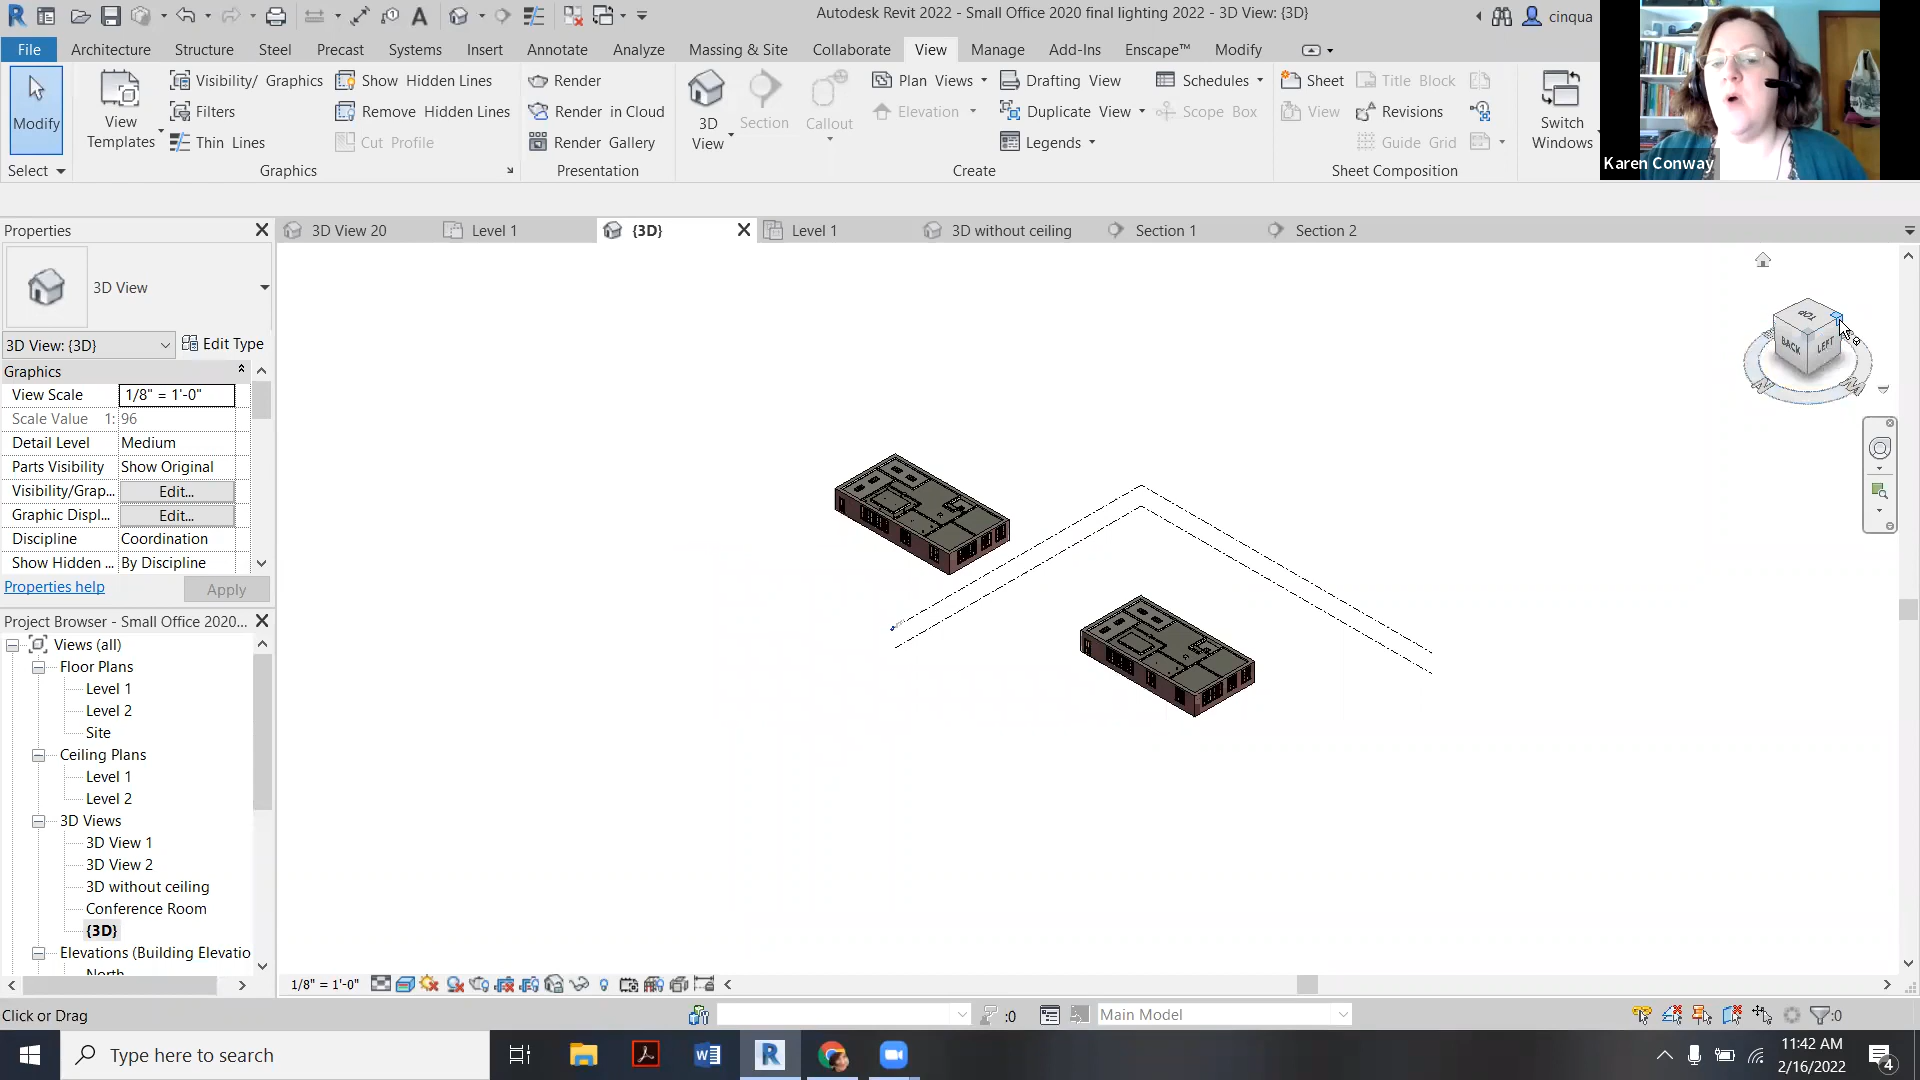 Autodesk Revit 2022 - Small Office 2020 final lighting 2022 - 3D View: {3D}
cinqua
File
Architecture
Structure
Steel
Precast
Systems
Insert
Annotate
Analyze
Massing & Site
Collaborate
View
Manage
Add-Ins
Enscape™
Modify
Modify
View Templates
Visibility/ Graphics
Filters
Thin Lines
Show Hidden Lines
Remove Hidden Lines
Cut Profile
Render
Render in Cloud
Render Gallery
3D View
Section
Callout
Plan Views
Elevation
Drafting View
Duplicate View
Legends
Schedules
Scope Box
Sheet
View
Title Block
Revisions
Guide Grid
Switch Windows
Select
Graphics
Presentation
Create
Sheet Composition
Karen Conway
Properties
3D View 20
Level 1
{3D}
Level 1
3D without ceiling
Section 1
Section 2
3D View
3D View: {3D}
Edit Type
Graphics
View Scale
1/8" = 1'-0"
Scale Value 1:
96
Detail Level
Medium
Parts Visibility
Show Original
Visibility/Grap...
Edit...
Graphic Displ...
Edit...
Discipline
Coordination
Show Hidden ...
By Discipline
Properties help
Apply
TOP
BACK
LEFT
Project Browser - Small Office 2020...
Views (all)
Floor Plans
Level 1
Level 2
Site
Ceiling Plans
Level 1
Level 2
3D Views
3D View 1
3D View 2
3D without ceiling
Conference Room
{3D}
Elevations (Building Elevatio
North
1/8" = 1'-0"
Click or Drag
:0
Main Model
:0
Type here to search
11:42 AM
2/16/2022
4